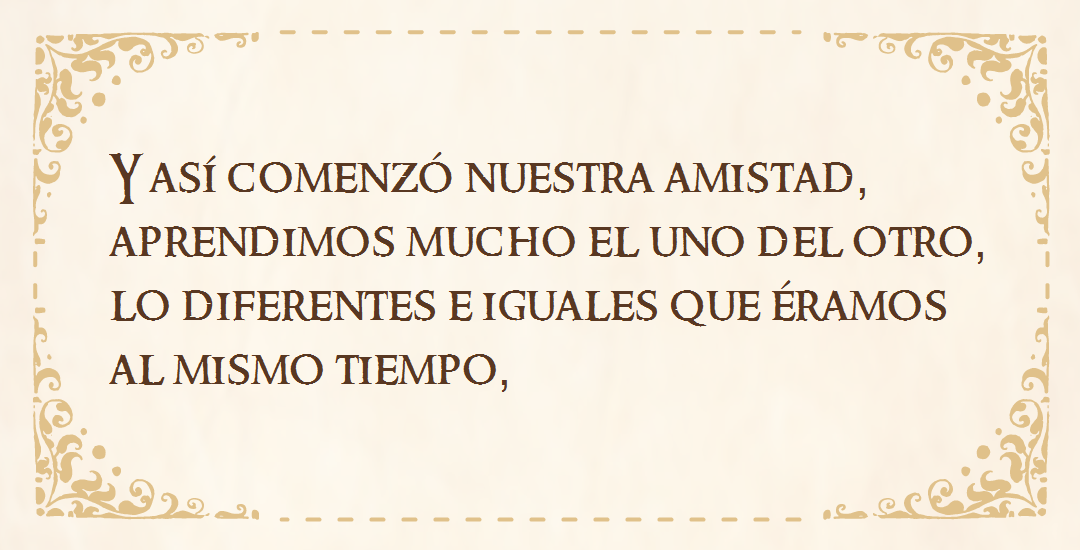 Y así comenzó nuestra amistad,
aprendimos mucho el uno del otro,
lo diferentes e iguales que éramos
al mismo tiempo,